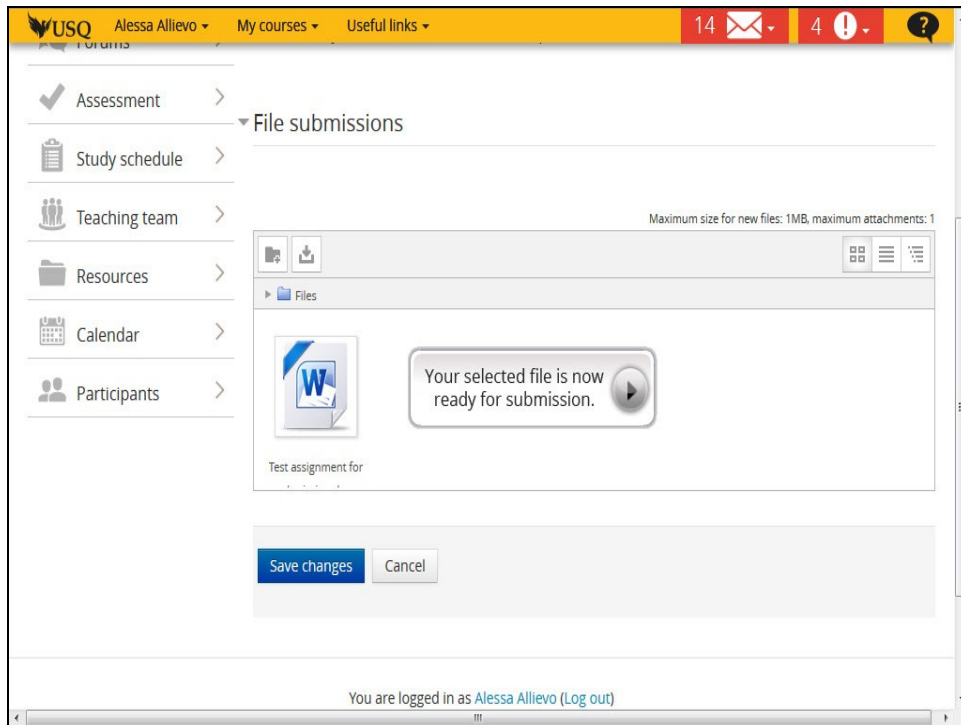 USQ Alessa Allievo My courses Useful links 14 4 ?
Forums
Assessment
Study schedule
Teaching team
Resources
Calendar
Participants
File submissions
Maximum size for new files: 1MB, maximum attachments: 1
Files
W
Your selected file is now
ready for submission.
Test assignment for
Save changes Cancel
You are logged in as Alessa Allievo (Log out)